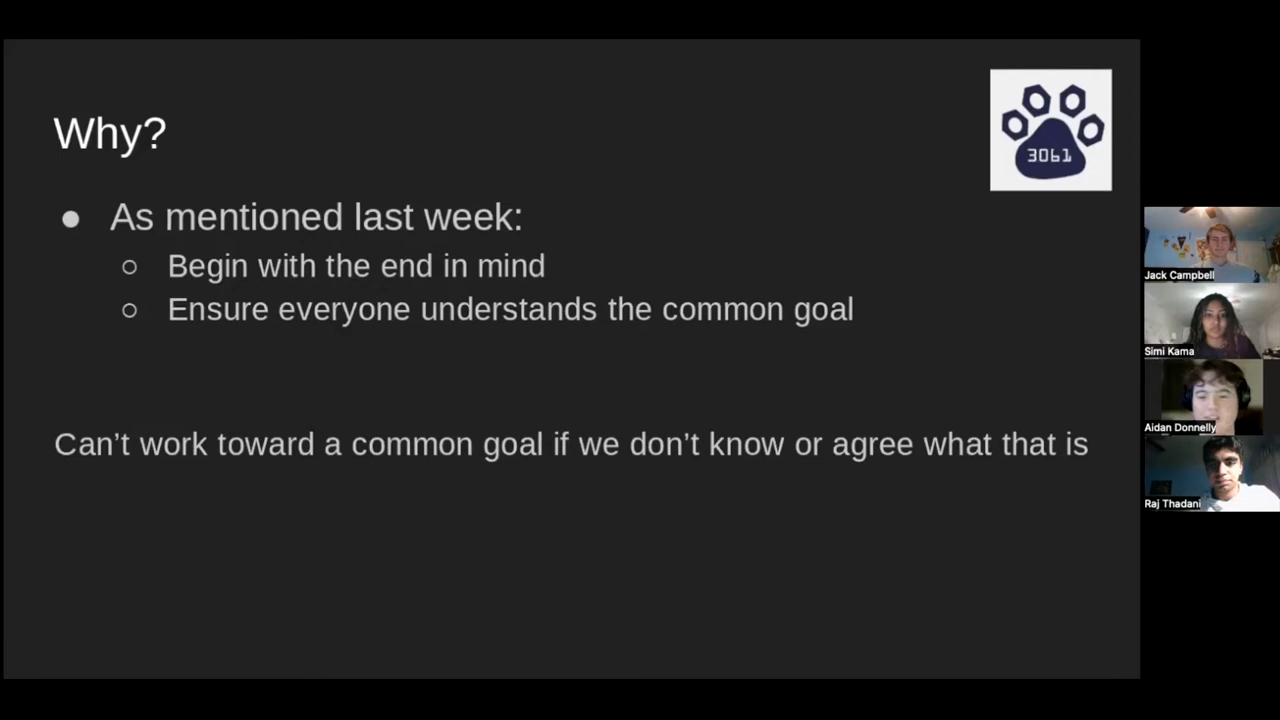 Why?
3061
As mentioned last week:
Begin with the end in mind
Ensure everyone understands the common goal
Can’t work toward a common goal if we don’t know or agree what that is
Jack Campbell
Simi Kama
Aidan Donnelly
Raj Thadani